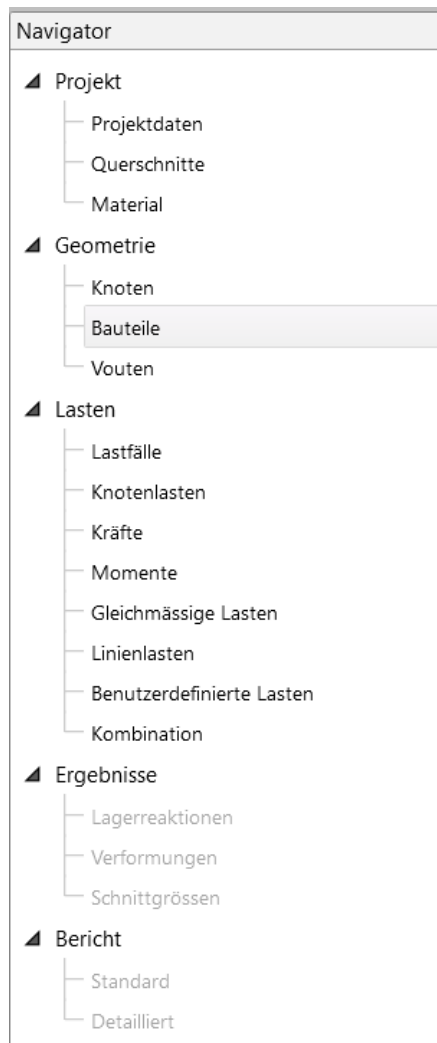 Navigator
Projekt
Projektdaten
Querschnitte
Material
Geometrie
Knoten
Bauteile
Vouten
Lasten
Lastfälle
Knotenlasten
Kräfte
Momente
Gleichmässige Lasten
Linienlasten
Benutzerdefinierte Lasten
Kombination
Ergebnisse
Lagerreaktionen
Verformungen
Schnittgrössen
Bericht
Standard
Detailliert